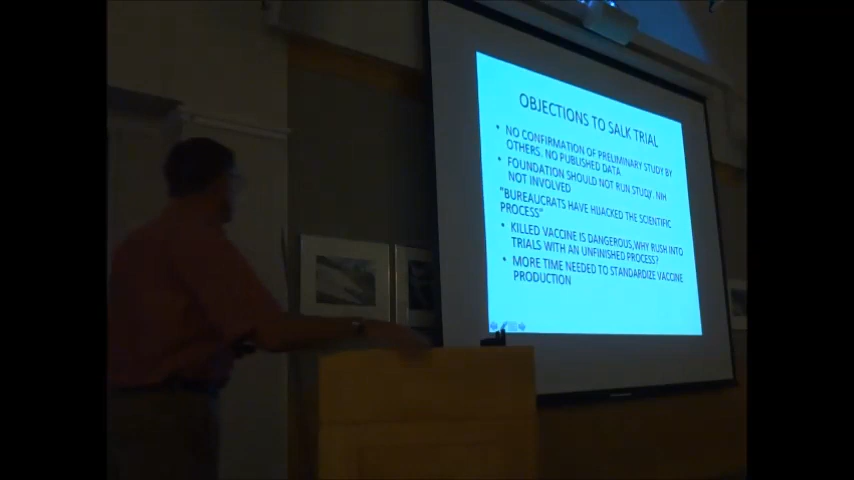 OBJECTIONS TO SALK TRIAL
• NO CONFIRMATION OF PRELIMINARY STUDY BY
OTHERS. NO PUBLISHED DATA
• FOUNDATION SHOULD NOT RUN STUDY. NIH
NOT INVOLVED
"BUREAUCRATS HAVE HIJACKED THE SCIENTIFIC
PROCESS"
• KILLED VACCINE IS DANGEROUS,WHY RUSH INTO
TRIALS WITH AN UNFINISHED PROCESS?
• MORE TIME NEEDED TO STANDARDIZE VACCINE
PRODUCTION